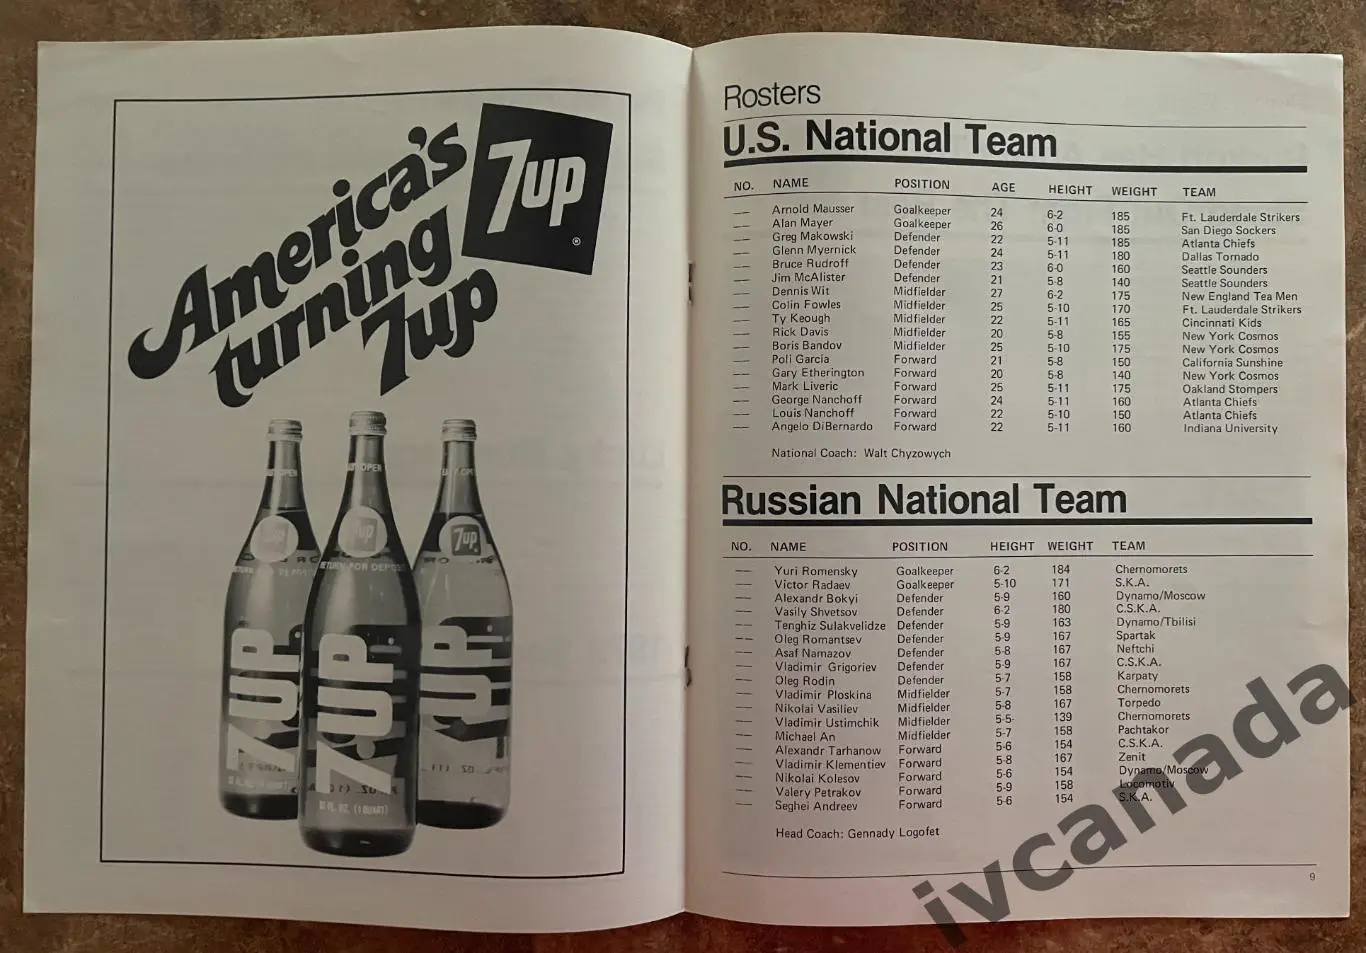 America's
turning
7up
7up
®
EASY OPEN
7up
RETURN FOR DEPOSIT
7up
7-UP
7-UP
7-UP
32 FL. OZ. (1 QUART)
Rosters
U.S. National Team
NO. NAME POSITION AGE HEIGHT WEIGHT TEAM
— Arnold Mausser Goalkeeper 24 6-2 185 Ft. Lauderdale Strikers
— Alan Mayer Goalkeeper 26 6-0 185 San Diego Sockers
— Greg Makowski Defender 22 5-11 185 Atlanta Chiefs
— Glenn Myernick Defender 24 5-11 180 Dallas Tornado
— Bruce Rudroff Defender 23 6-0 160 Seattle Sounders
— Jim McAlister Defender 21 5-8 140 Seattle Sounders
— Dennis Wit Midfielder 27 6-2 175 New England Tea Men
— Colin Fowles Midfielder 25 5-10 170 Ft. Lauderdale Strikers
— Ty Keough Midfielder 22 5-11 165 Cincinnati Kids
— Rick Davis Midfielder 20 5-8 155 New York Cosmos
— Boris Bandov Midfielder 25 5-10 175 New York Cosmos
— Poli Garcia Forward 21 5-8 150 California Sunshine
— Gary Etherington Forward 20 5-8 140 New York Cosmos
— Mark Liveric Forward 25 5-11 175 Oakland Stompers
— George Nanchoff Forward 24 5-11 160 Atlanta Chiefs
— Louis Nanchoff Forward 22 5-10 150 Atlanta Chiefs
— Angelo DiBernardo Forward 22 5-11 160 Indiana University
National Coach: Walt Chyzowych
Russian National Team
NO. NAME POSITION HEIGHT WEIGHT TEAM
— Yuri Romensky Goalkeeper 6-2 184 Chernomorets
— Victor Radaev Goalkeeper 5-10 171 S.K.A.
— Alexandr Bokyi Defender 5-9 160 Dynamo/Moscow
— Vasily Shvetsov Defender 6-2 180 C.S.K.A.
— Tenghiz Sulakvelidze Defender 5-9 163 Dynamo/Tbilisi
— Oleg Romantsev Defender 5-9 167 Spartak
— Asaf Namazov Defender 5-8 167 Neftchi
— Vladimir Grigoriev Defender 5-9 167 C.S.K.A.
— Oleg Rodin Defender 5-7 158 Karpaty
— Vladimir Ploskina Midfielder 5-7 158 Chernomorets
— Nikolai Vasiliev Midfielder 5-8 167 Torpedo
— Vladimir Ustimchik Midfielder 5-5 139 Chernomorets
— Michael An Midfielder 5-7 158 Pachtakor
— Alexandr Tarhanow Forward 5-6 154 C.S.K.A.
— Vladimir Klementiev Forward 5-8 167 Zenit
— Nikolai Kolesov Forward 5-6 154 Dynamo/Moscow
— Valery Petrakov Forward 5-9 158 Locomotiv
— Seghei Andreev Forward 5-6 154 S.K.A.
Head Coach: Gennady Logofet
9
ivcanada